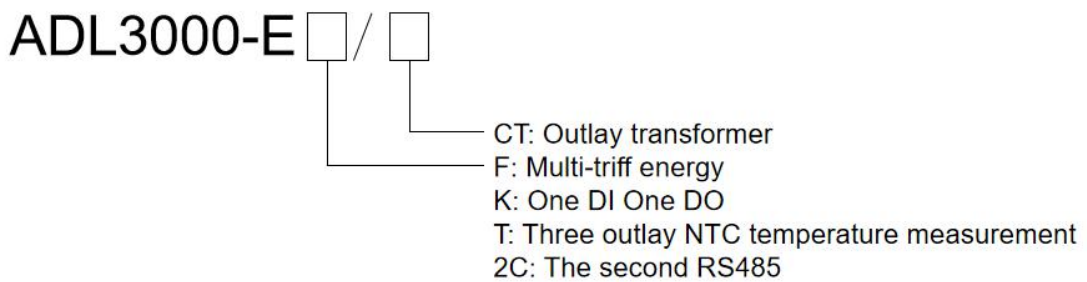 ADL3000-E □/□
CT: Outlay transformer
F: Multi-triff energy
K: One DI One DO
T: Three outlay NTC temperature measurement
2C: The second RS485